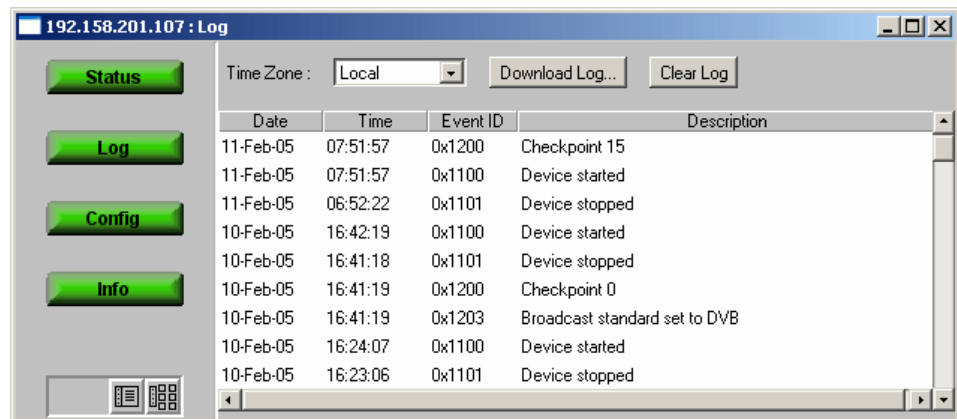 192.158.201.107 : Log
Status
Log
Config
Info
Time Zone : Local Download Log... Clear Log
Date Time Event ID Description
11-Feb-05 07:51:57 0x1200 Checkpoint 15
11-Feb-05 07:51:57 0x1100 Device started
11-Feb-05 06:52:22 0x1101 Device stopped
10-Feb-05 16:42:19 0x1100 Device started
10-Feb-05 16:41:18 0x1101 Device stopped
10-Feb-05 16:41:19 0x1200 Checkpoint 0
10-Feb-05 16:41:19 0x1203 Broadcast standard set to DVB
10-Feb-05 16:24:07 0x1100 Device started
10-Feb-05 16:23:06 0x1101 Device stopped